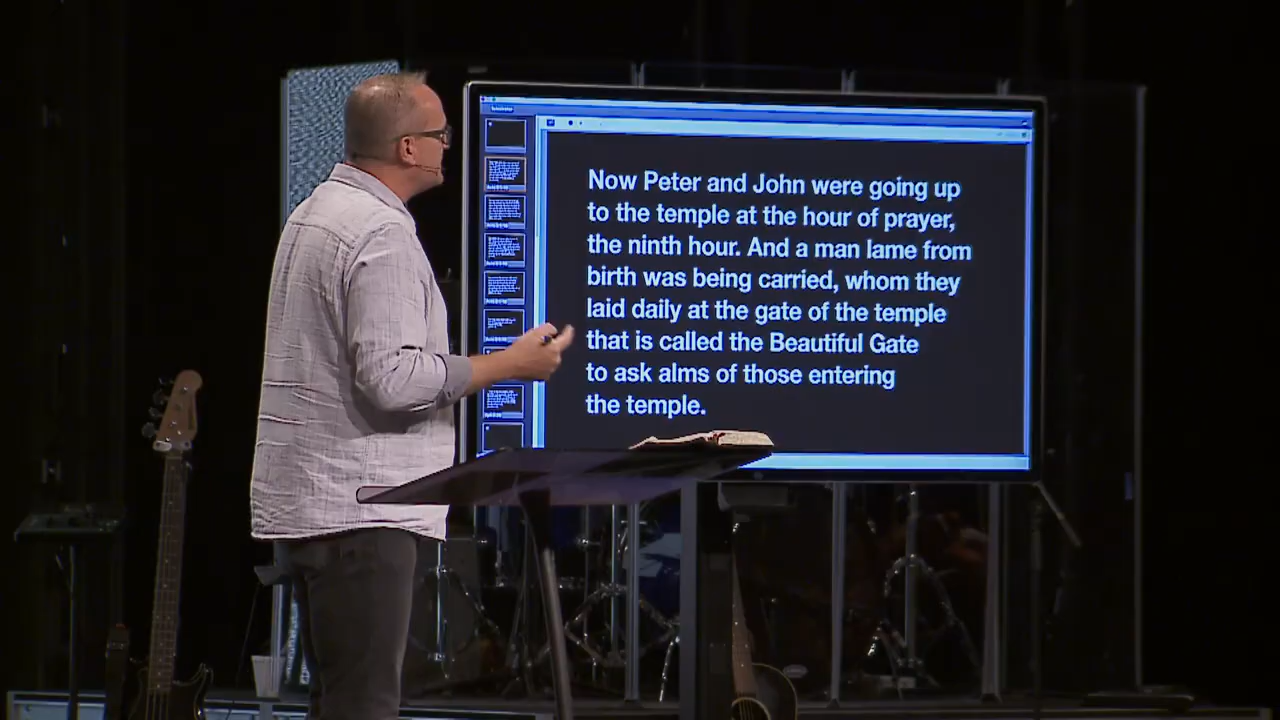 Now Peter and John were going up
to the temple at the hour of prayer,
the ninth hour. And a man lame from
birth was being carried, whom they
laid daily at the gate of the temple
that is called the Beautiful Gate
to ask alms of those entering
the temple.